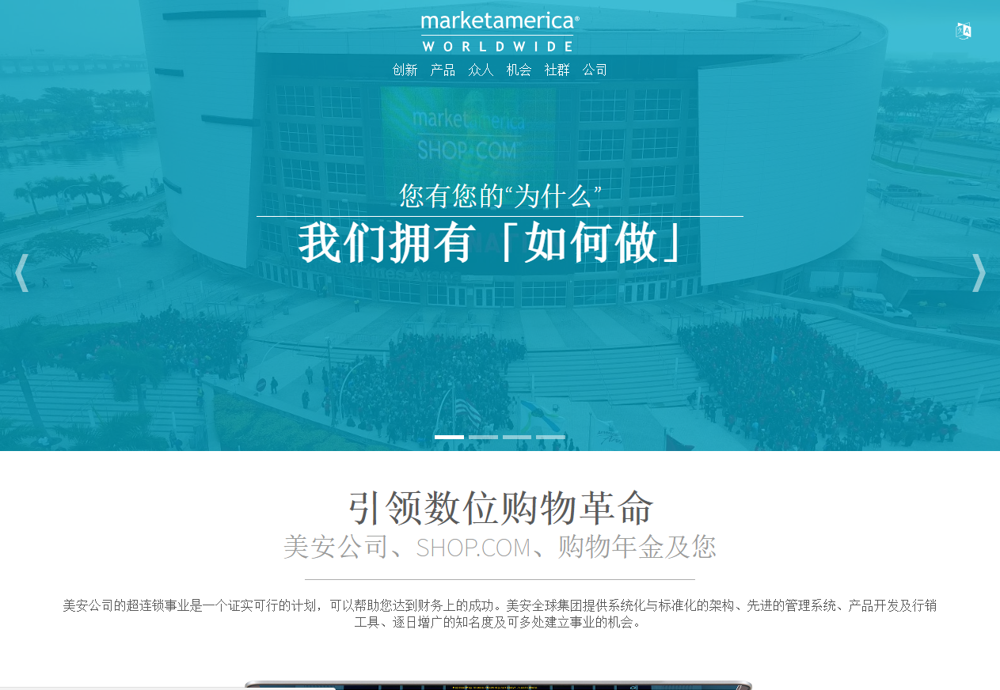 marketamerica®
WORLDWIDE
创新 产品 众人 机会 社群 公司
marketamerica
SHOP.COM
您有您的“为什么”
我们拥有「如何做」
引领数位购物革命
美安公司、SHOP.COM、购物年金及您
美安公司的超连锁事业是一个证实可行的计划，可以帮助您达到财务上的成功。美安全球集团提供系统化与标准化的架构、先进的管理系统、产品开发及行销
工具、逐日增广的知名度及可多处建立事业的机会。